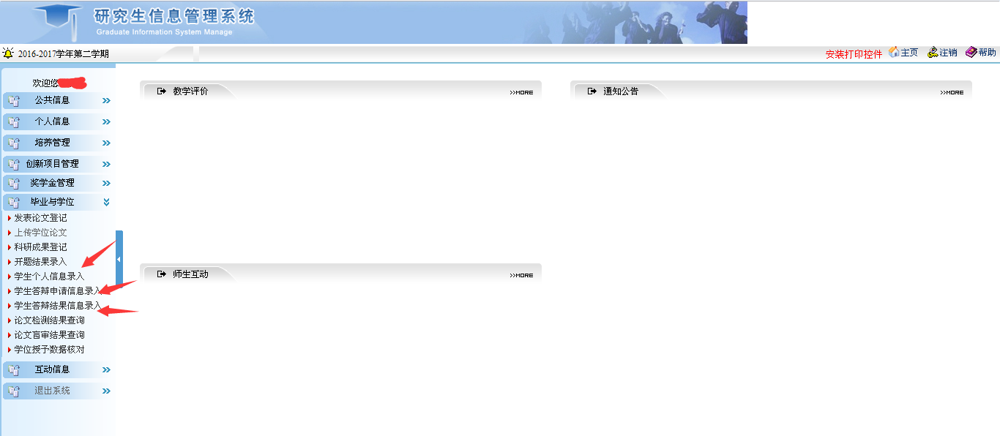 研究生信息管理系统
Graduate Information System Manage
2016-2017学年第二学期
安装打印控件 主页 注销 帮助
欢迎您
公共信息
个人信息
培养管理
创新项目管理
奖学金管理
毕业与学位
发表论文登记
上传学位论文
科研成果登记
开题结果录入
学生个人信息录入
学生答辩申请信息录入
学生答辩结果信息录入
论文检测结果查询
论文盲审结果查询
学位授予数据核对
互动信息
退出系统
教学评价 >>MORE
通知公告 >>MORE
师生互动 >>MORE